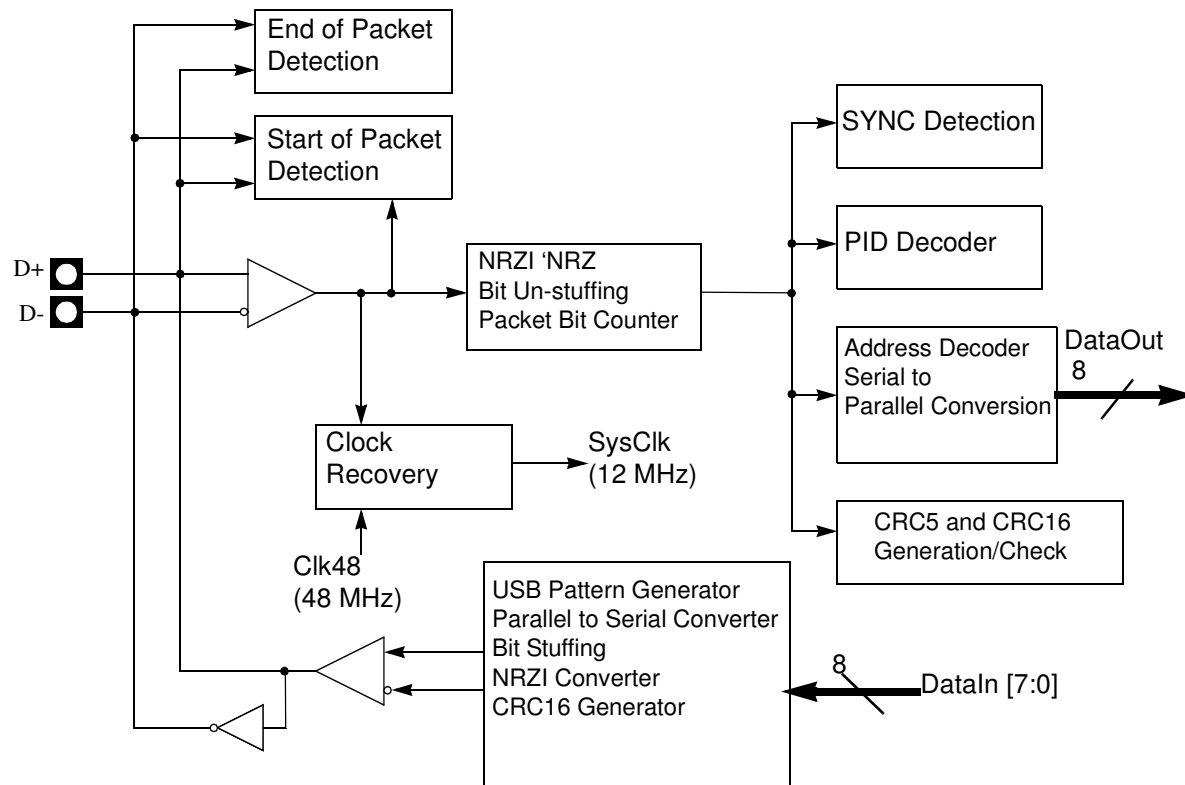 End of Packet
Detection
Start of Packet
Detection
SYNC Detection
PID Decoder
D+
D-
NRZI ‘NRZ
Bit Un-stuffing
Packet Bit Counter
Address Decoder
Serial to
Parallel Conversion
DataOut
8
Clock
Recovery
SysClk
(12 MHz)
CRC5 and CRC16
Generation/Check
Clk48
(48 MHz)
USB Pattern Generator
Parallel to Serial Converter
Bit Stuffing
NRZI Converter
CRC16 Generator
8
DataIn [7:0]